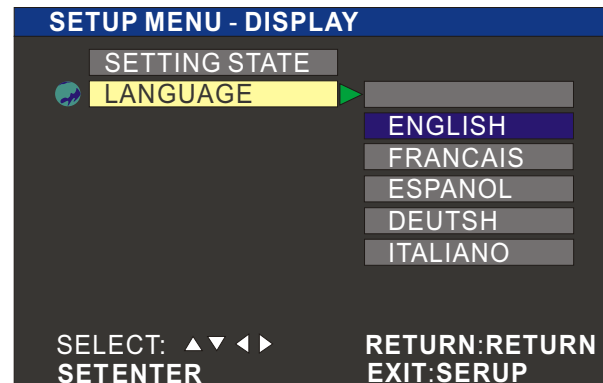 SETUP MENU - DISPLAY
SETTING STATE
LANGUAGE
ENGLISH
FRANCAIS
ESPANOL
DEUTSH
ITALIANO
SELECT: ▲▼ ◀ ▶ RETURN:RETURN
SETENTER EXIT:SERUP